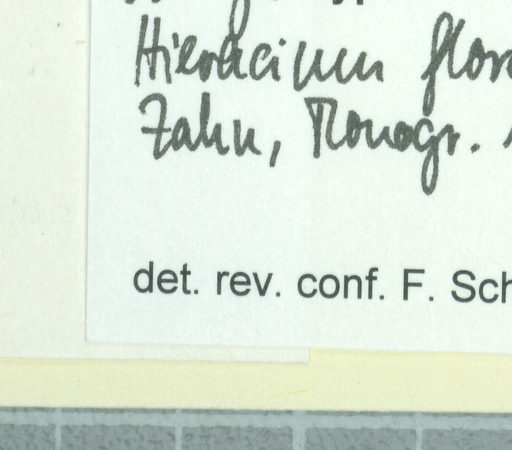 Hieracium flor
Zahn, Monogr.
det. rev. conf. F. Sch